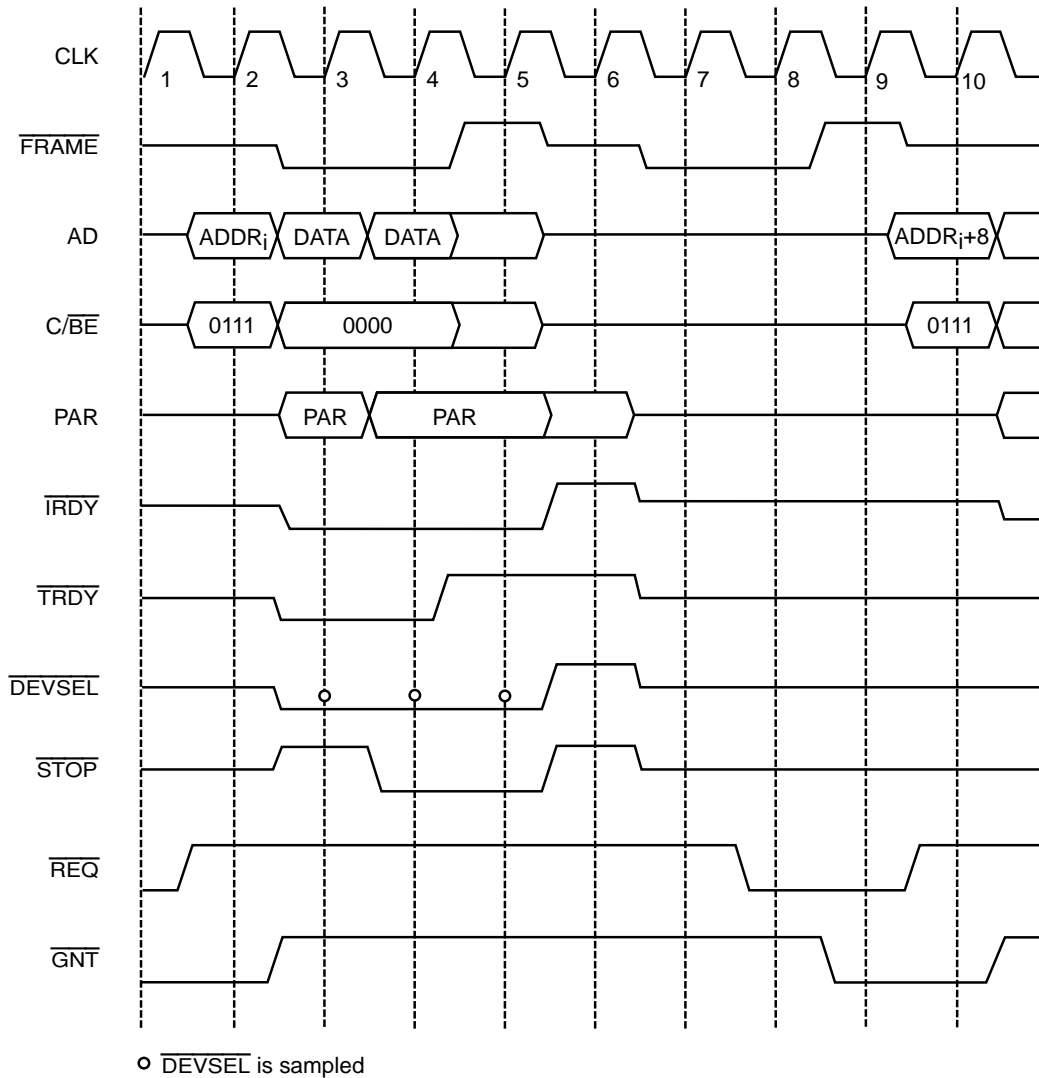 CLK
1 2 3 4 5 6 7 8 9 10
FRAME
AD
ADDRi DATA DATA ADDRi+8
C/BE
0111 0000 0111
PAR
PAR PAR
IRDY
TRDY
DEVSEL
STOP
REQ
GNT
DEVSEL is sampled